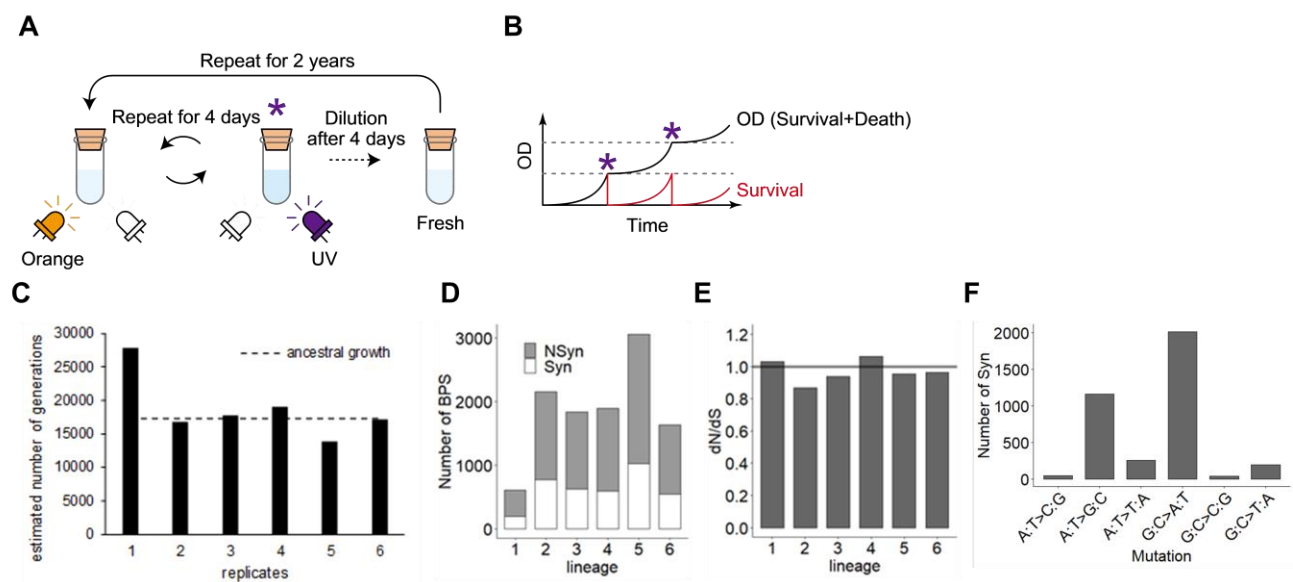 A
Repeat for 2 years
Repeat for 4 days
*
Dilution
after 4 days
Orange
UV
Fresh
B
OD
*
*
OD (Survival+Death)
Survival
Time
C
estimated number of generations
30000
25000
20000
15000
10000
5000
0
ancestral growth
1 2 3 4 5 6
replicates
D
Number of BPS
3000
2000
1000
0
NSyn
Syn
1 2 3 4 5 6
lineage
E
dN/dS
1.2
1.0
0.8
0.6
0.4
0.2
0.0
1 2 3 4 5 6
lineage
F
Number of Syn
2000
1500
1000
500
0
A:T>C:G
A:T>G:C
A:T>T:A
G:C>A:T
G:C>C:G
G:C>T:A
Mutation